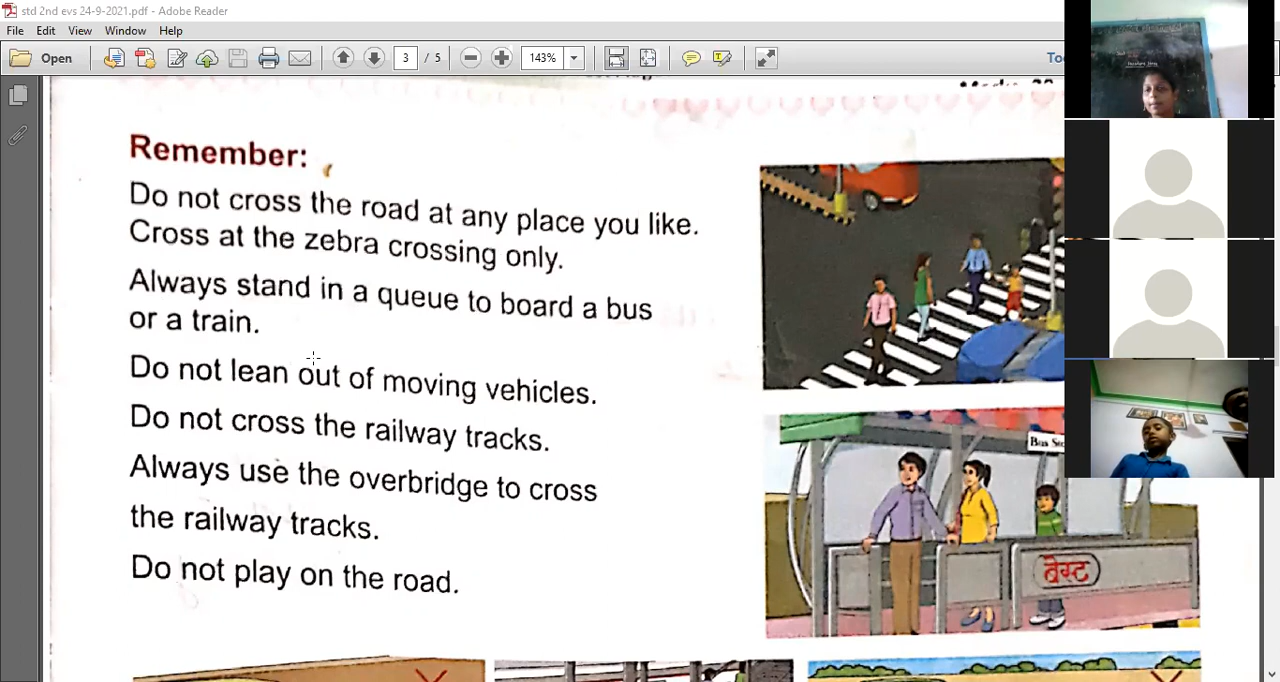 std 2nd evs 24-9-2021.pdf - Adobe Reader
File Edit View Window Help
Open 3 / 5 143%
Remember:
Do not cross the road at any place you like.
Cross at the zebra crossing only.
Always stand in a queue to board a bus
or a train.
Do not lean out of moving vehicles.
Do not cross the railway tracks.
Always use the overbridge to cross
the railway tracks.
Do not play on the road.
Bus
बेस्ट